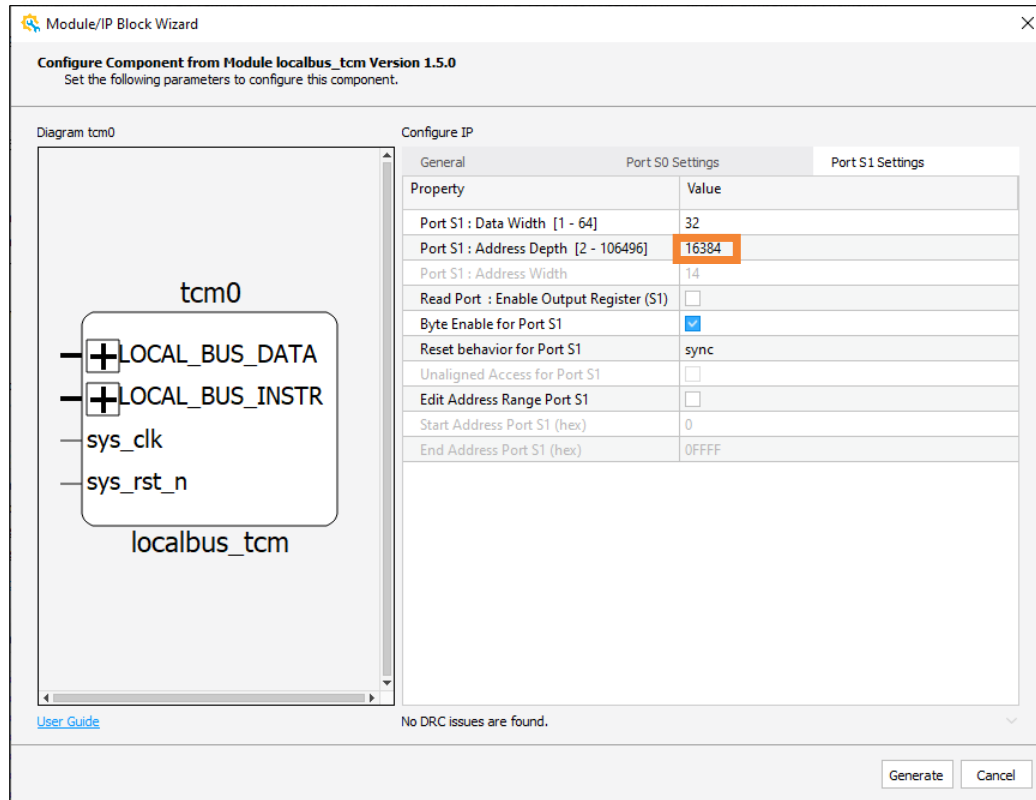 Module/IP Block Wizard
Configure Component from Module localbus_tcm Version 1.5.0
Set the following parameters to configure this component.
Diagram tcm0
Configure IP
General Port S0 Settings Port S1 Settings
Property Value
Port S1 : Data Width [1 - 64] 32
Port S1 : Address Depth [2 - 106496] 16384
Port S1 : Address Width 14
Read Port : Enable Output Register (S1)
Byte Enable for Port S1
Reset behavior for Port S1 sync
Unaligned Access for Port S1
Edit Address Range Port S1
Start Address Port S1 (hex) 0
End Address Port S1 (hex) 0FFFF
tcm0
LOCAL_BUS_DATA
LOCAL_BUS_INSTR
sys_clk
sys_rst_n
localbus_tcm
User Guide
No DRC issues are found.
Generate Cancel